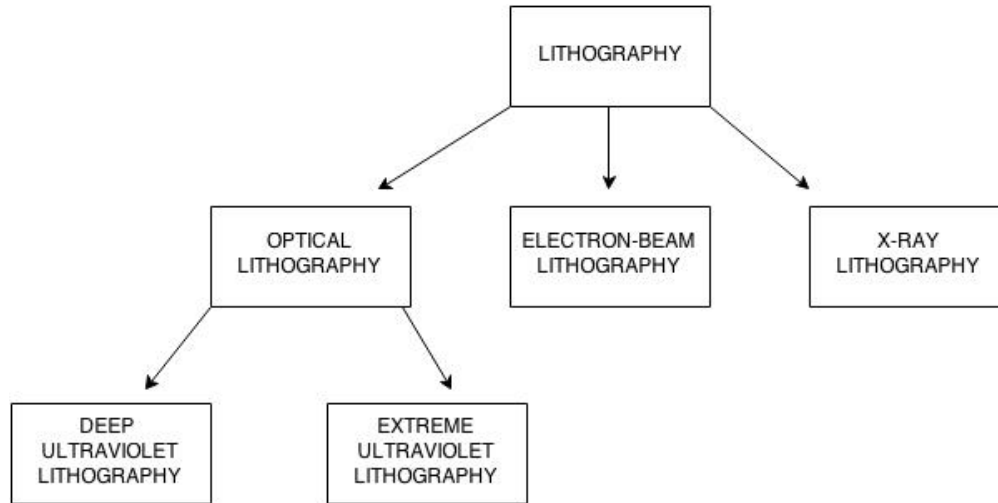 LITHOGRAPHY
OPTICAL
LITHOGRAPHY
ELECTRON-BEAM
LITHOGRAPHY
X-RAY
LITHOGRAPHY
DEEP
ULTRAVIOLET
LITHOGRAPHY
EXTREME
ULTRAVIOLET
LITHOGRAPHY